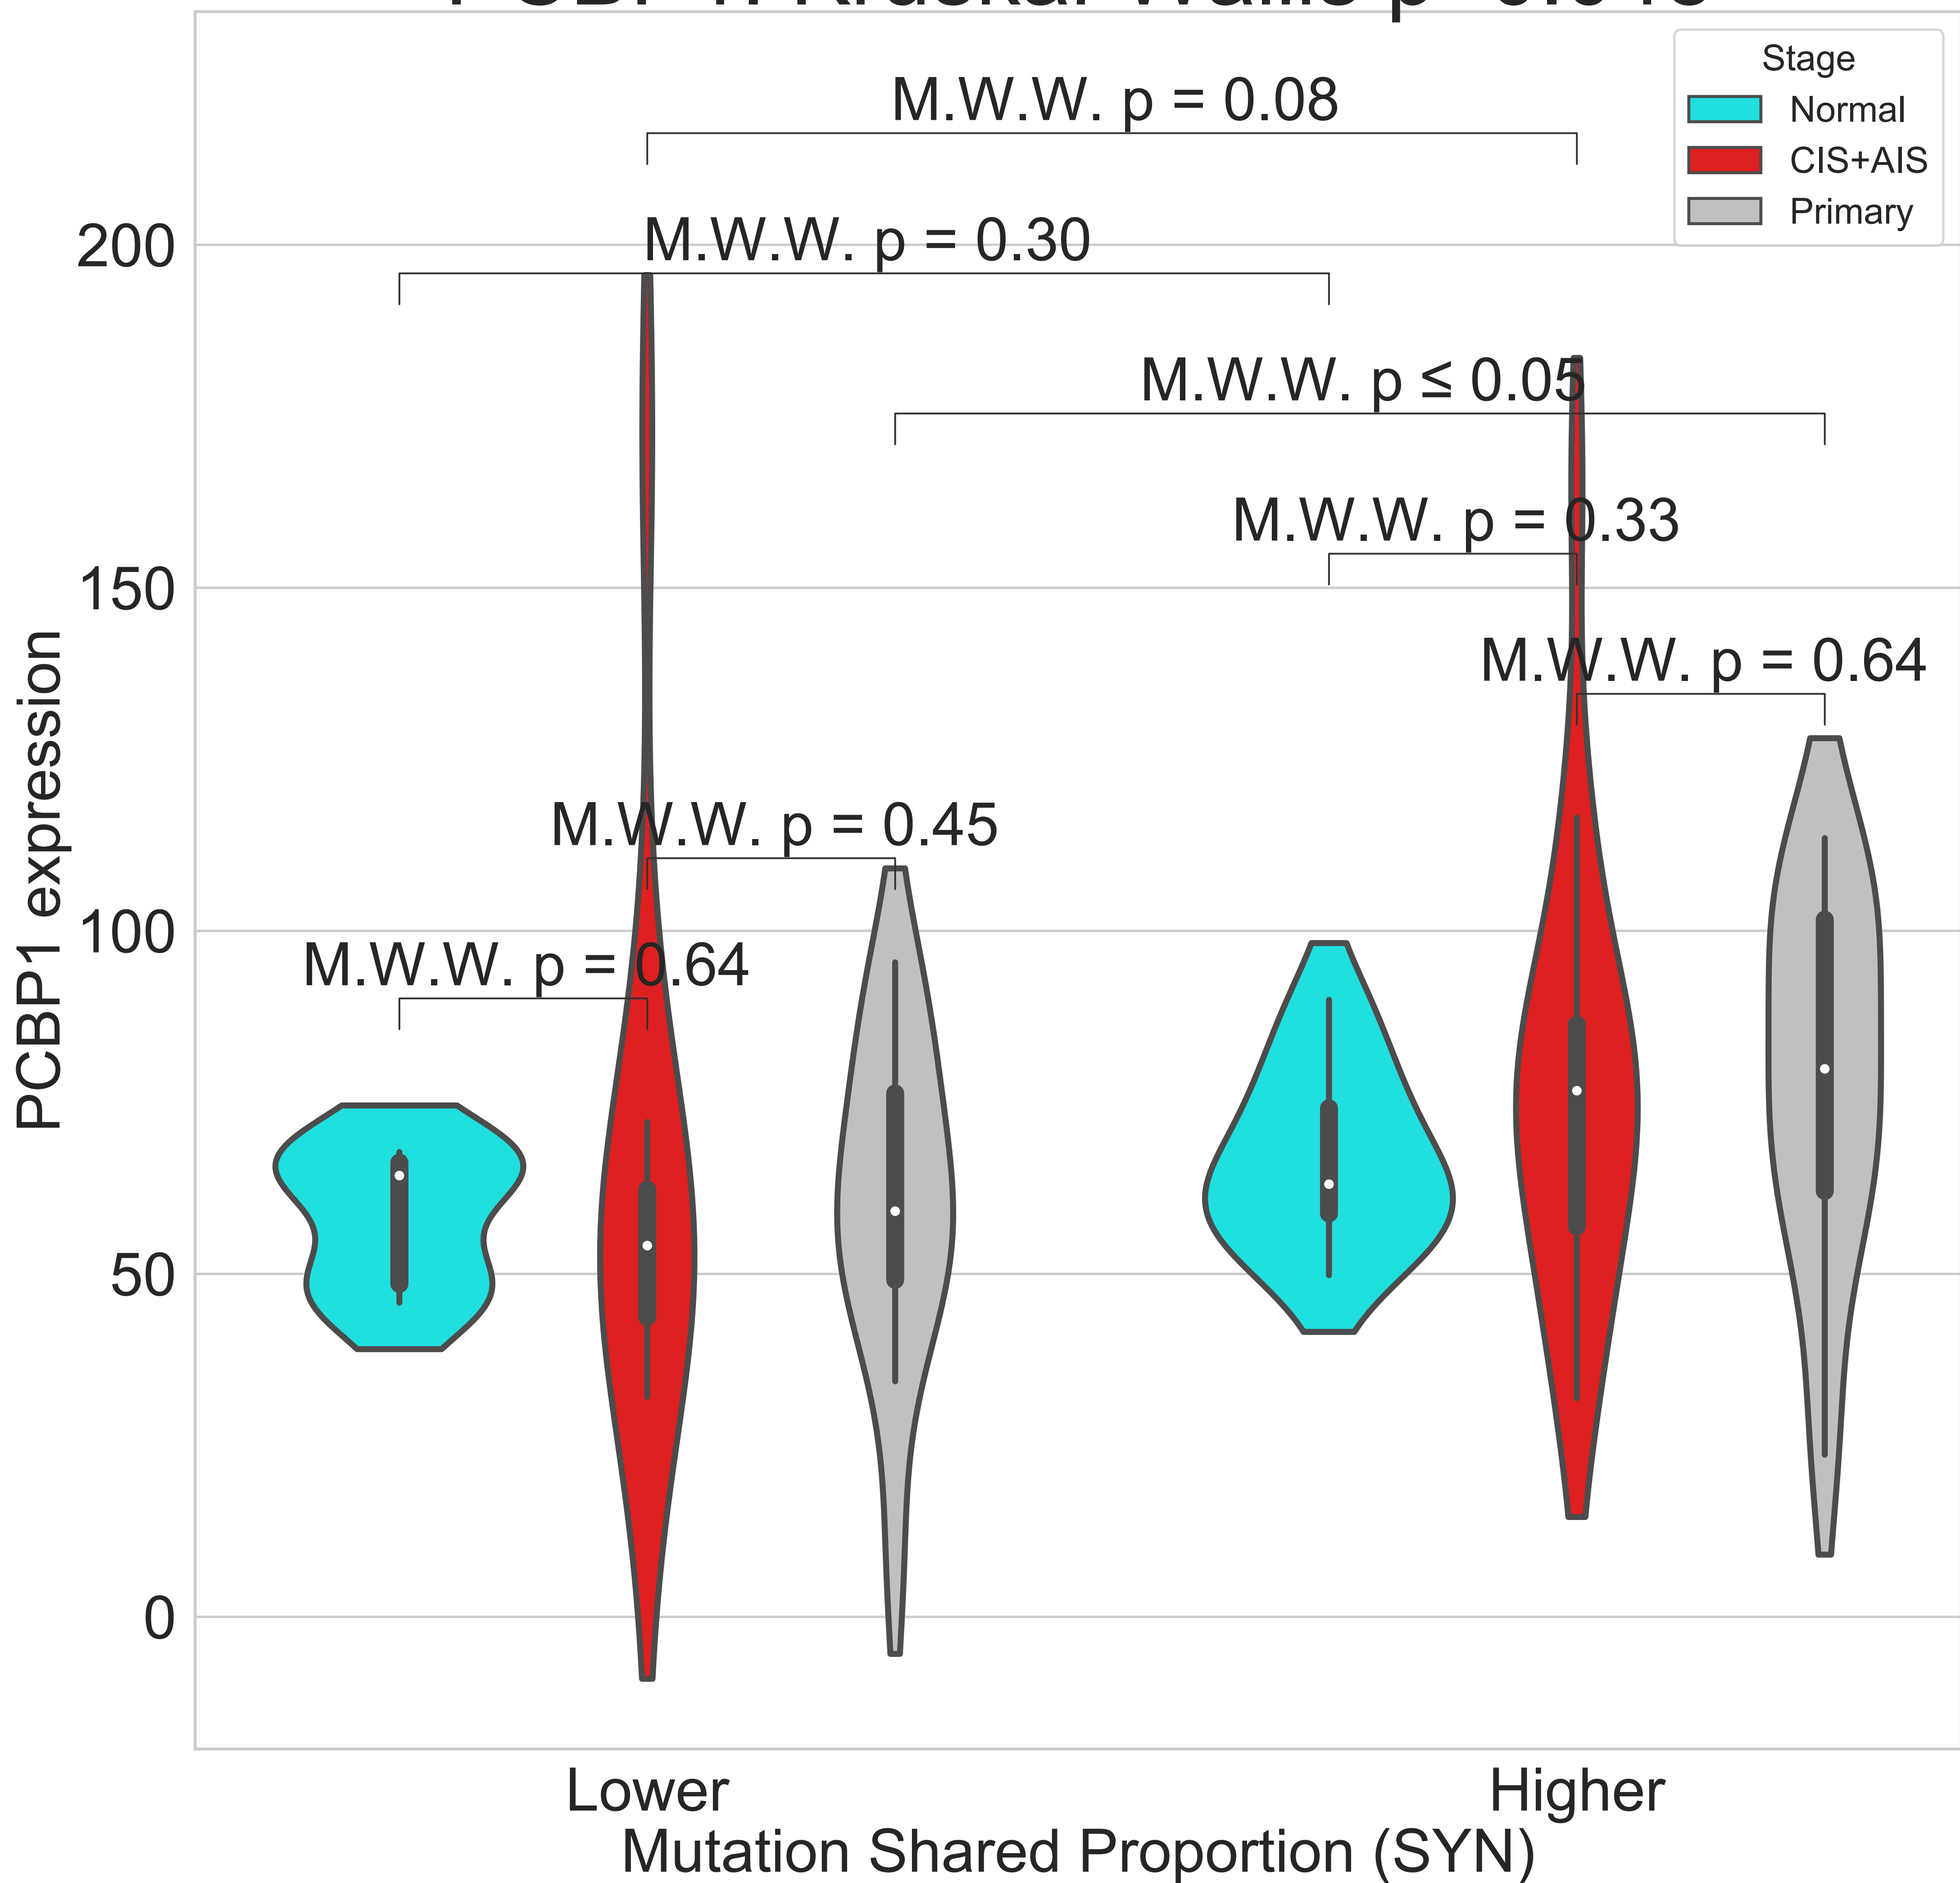 Stage
Normal
CIS+AIS
Primary
M.W.W. p = 0.08
M.W.W. p = 0.30
M.W.W. p ≤ 0.05
M.W.W. p = 0.33
M.W.W. p = 0.64
M.W.W. p = 0.45
M.W.W. p = 0.64
200
150
100
50
0
PCBP1 expression
Lower
Higher
Mutation Shared Proportion (SYN)